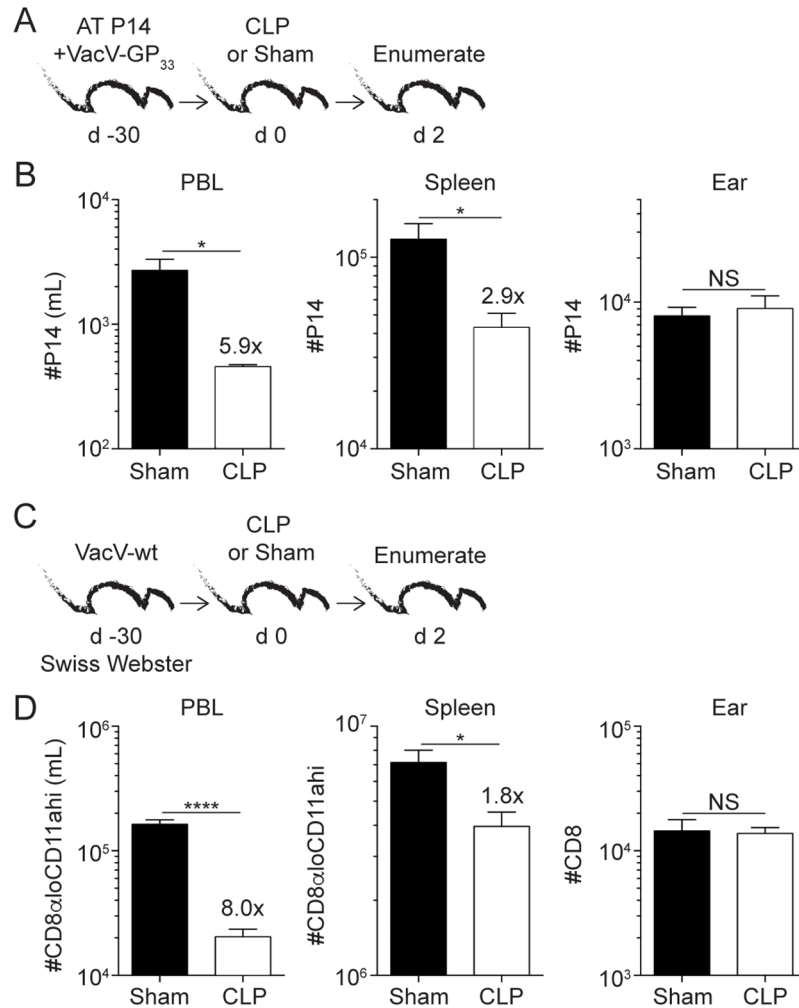 A
AT P14
+VacV-GP33
CLP
or Sham
Enumerate
d -30
d 0
d 2
B
PBL
#P14 (mL)
10^4
10^3
10^2
*
5.9x
Sham CLP
Spleen
#P14
10^5
10^4
*
2.9x
Sham CLP
Ear
#P14
10^4
10^3
NS
Sham CLP
C
VacV-wt
CLP
or Sham
Enumerate
d -30
d 0
d 2
Swiss Webster
D
PBL
#CD8αloCD11ahi (mL)
10^6
10^5
10^4
****
8.0x
Sham CLP
Spleen
#CD8αloCD11ahi
10^7
10^6
*
1.8x
Sham CLP
Ear
#CD8
10^5
10^4
10^3
NS
Sham CLP